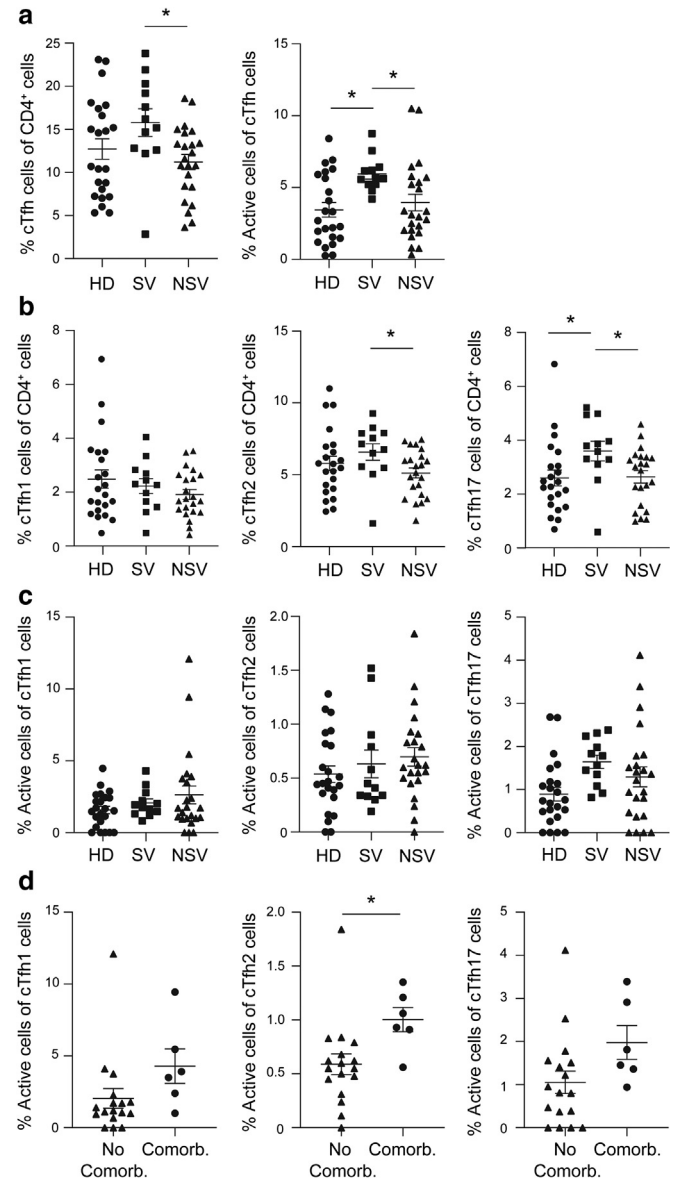 a
*
% cTfh cells of CD4⁺ cells
25
20
15
10
5
0
HD SV NSV
* *
% Active cells of cTfh cells
15
10
5
0
HD SV NSV
b
% cTfh1 cells of CD4⁺ cells
8
6
4
2
0
HD SV NSV
*
% cTfh2 cells of CD4⁺ cells
15
10
5
0
HD SV NSV
* *
% cTfh17 cells of CD4⁺ cells
8
6
4
2
0
HD SV NSV
c
% Active cells of cTfh1 cells
15
10
5
0
HD SV NSV
% Active cells of cTfh2 cells
2.0
1.5
1.0
0.5
0
HD SV NSV
% Active cells of cTfh17 cells
5
4
3
2
1
0
HD SV NSV
d
% Active cells of cTfh1 cells
15
10
5
0
No Comorb.
Comorb.
*
% Active cells of cTfh2 cells
2.0
1.5
1.0
0.5
0
No Comorb.
Comorb.
% Active cells of cTfh17 cells
5
4
3
2
1
0
No Comorb.
Comorb.